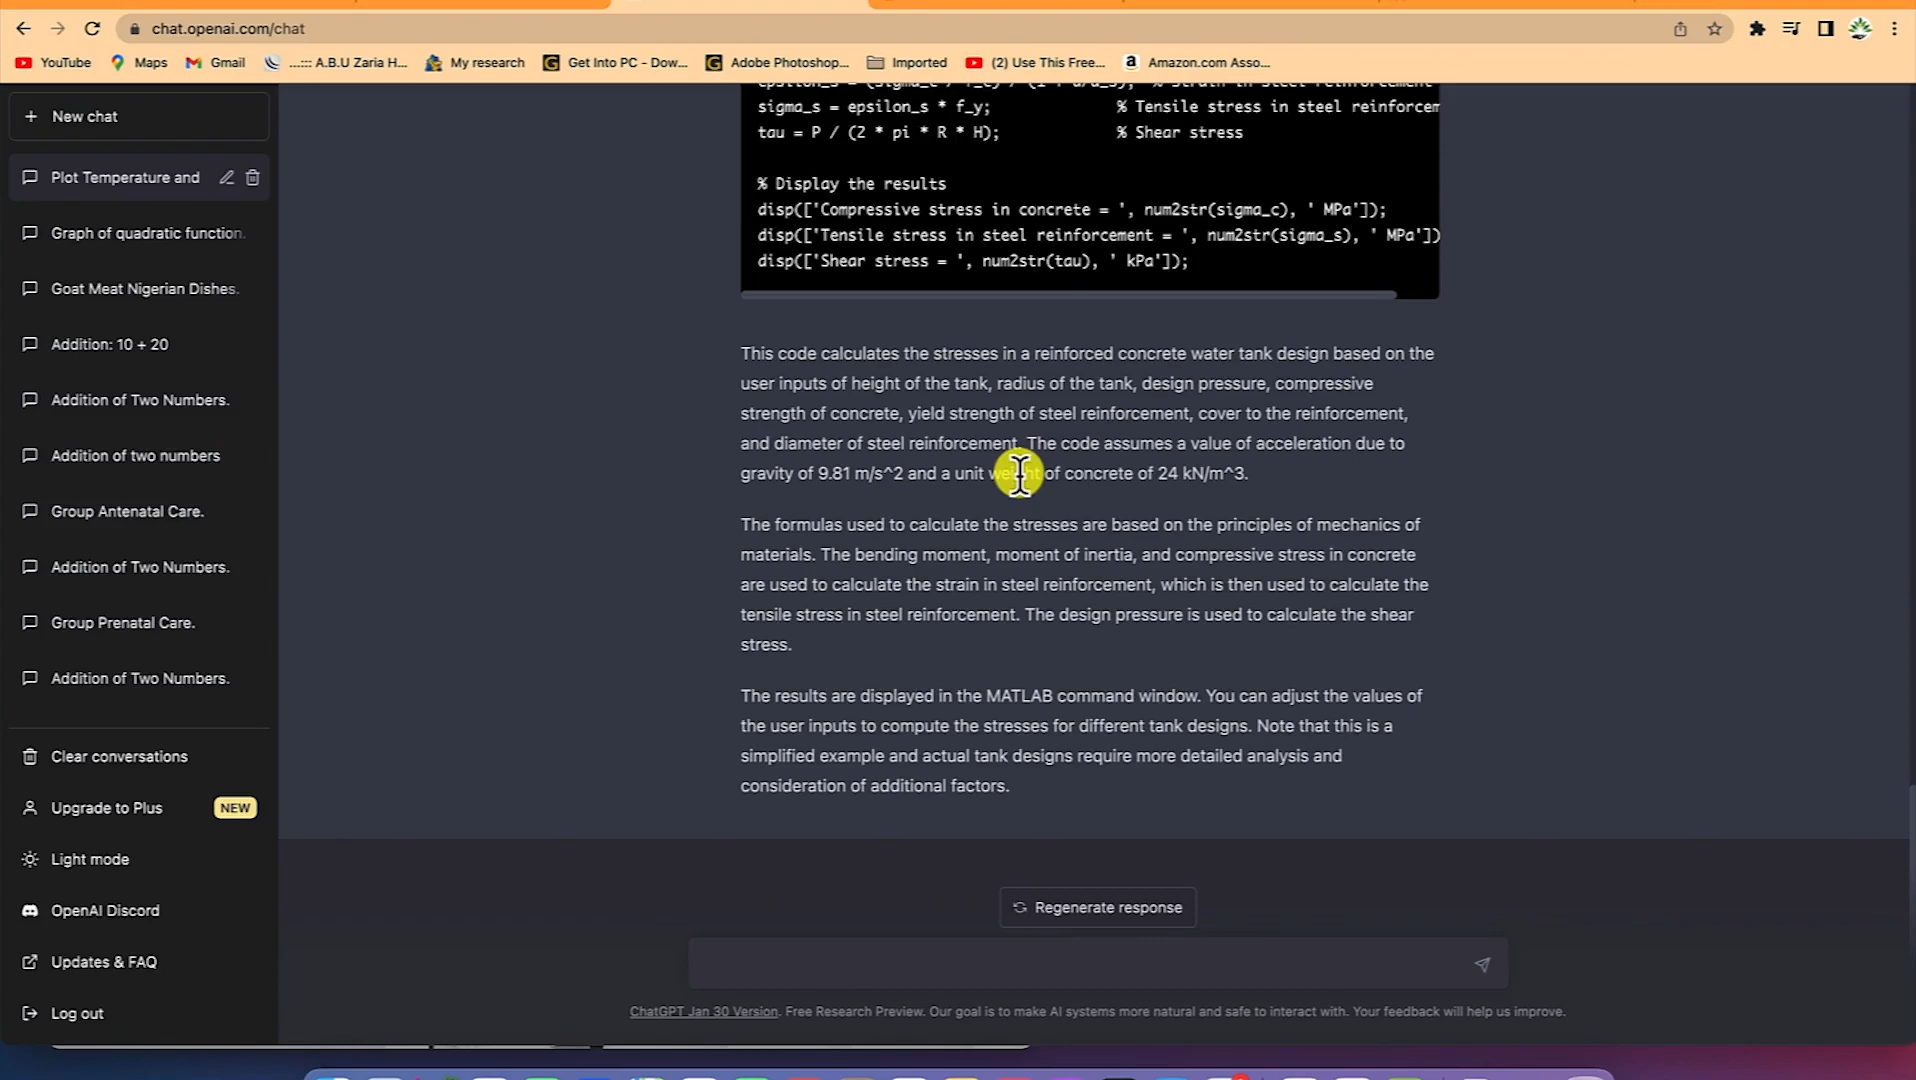 chat.openai.com/chat
YouTube
Maps
Gmail
...::: A.B.U Zaria H...
My research
Get Into PC - Dow...
Adobe Photoshop...
Imported
(2) Use This Free...
Amazon.com Asso...
New chat
Plot Temperature and
Graph of quadratic function.
Goat Meat Nigerian Dishes.
Addition: 10 + 20
Addition of Two Numbers.
Addition of two numbers
Group Antenatal Care.
Addition of Two Numbers.
Group Prenatal Care.
Addition of Two Numbers.
Clear conversations
Upgrade to Plus
NEW
Light mode
OpenAI Discord
Updates & FAQ
Log out
sigma_s = epsilon_s * f_y; % Tensile stress in steel reinforcem
tau = P / (2 * pi * R * H); % Shear stress
% Display the results
disp(['Compressive stress in concrete = ', num2str(sigma_c), ' MPa']);
disp(['Tensile stress in steel reinforcement = ', num2str(sigma_s), ' MPa'])
disp(['Shear stress = ', num2str(tau), ' kPa']);
This code calculates the stresses in a reinforced concrete water tank design based on the
user inputs of height of the tank, radius of the tank, design pressure, compressive
strength of concrete, yield strength of steel reinforcement, cover to the reinforcement,
and diameter of steel reinforcement. The code assumes a value of acceleration due to
gravity of 9.81 m/s^2 and a unit weight of concrete of 24 kN/m^3.
The formulas used to calculate the stresses are based on the principles of mechanics of
materials. The bending moment, moment of inertia, and compressive stress in concrete
are used to calculate the strain in steel reinforcement, which is then used to calculate the
tensile stress in steel reinforcement. The design pressure is used to calculate the shear
stress.
The results are displayed in the MATLAB command window. You can adjust the values of
the user inputs to compute the stresses for different tank designs. Note that this is a
simplified example and actual tank designs require more detailed analysis and
consideration of additional factors.
Regenerate response
ChatGPT Jan 30 Version. Free Research Preview. Our goal is to make AI systems more natural and safe to interact with. Your feedback will help us improve.